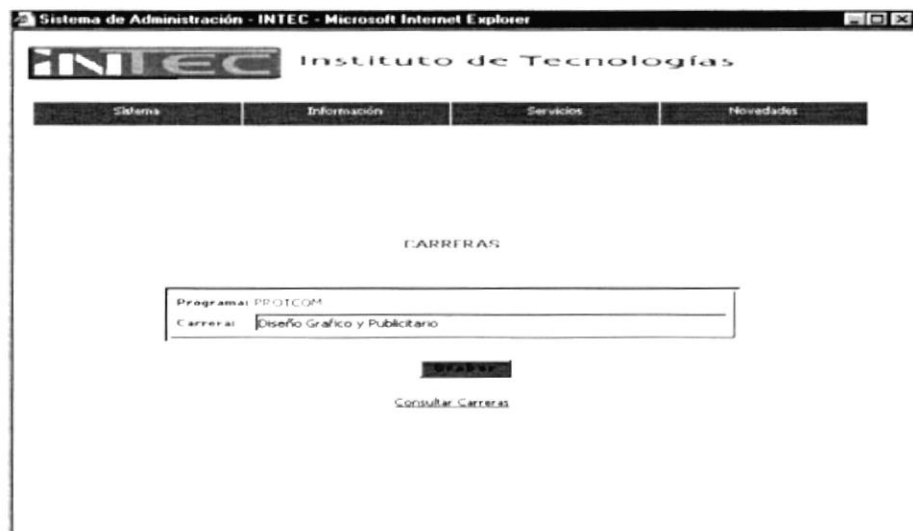 Sistema de Administración - INTEC - Microsoft Internet Explorer
INTEC Instituto de Tecnologías
Sistema Información Servicios Novedades
CARRERAS
Programa: PROTCOM
Carrera: Diseño Grafico y Publicitario
Grabar
Consultar Carreras